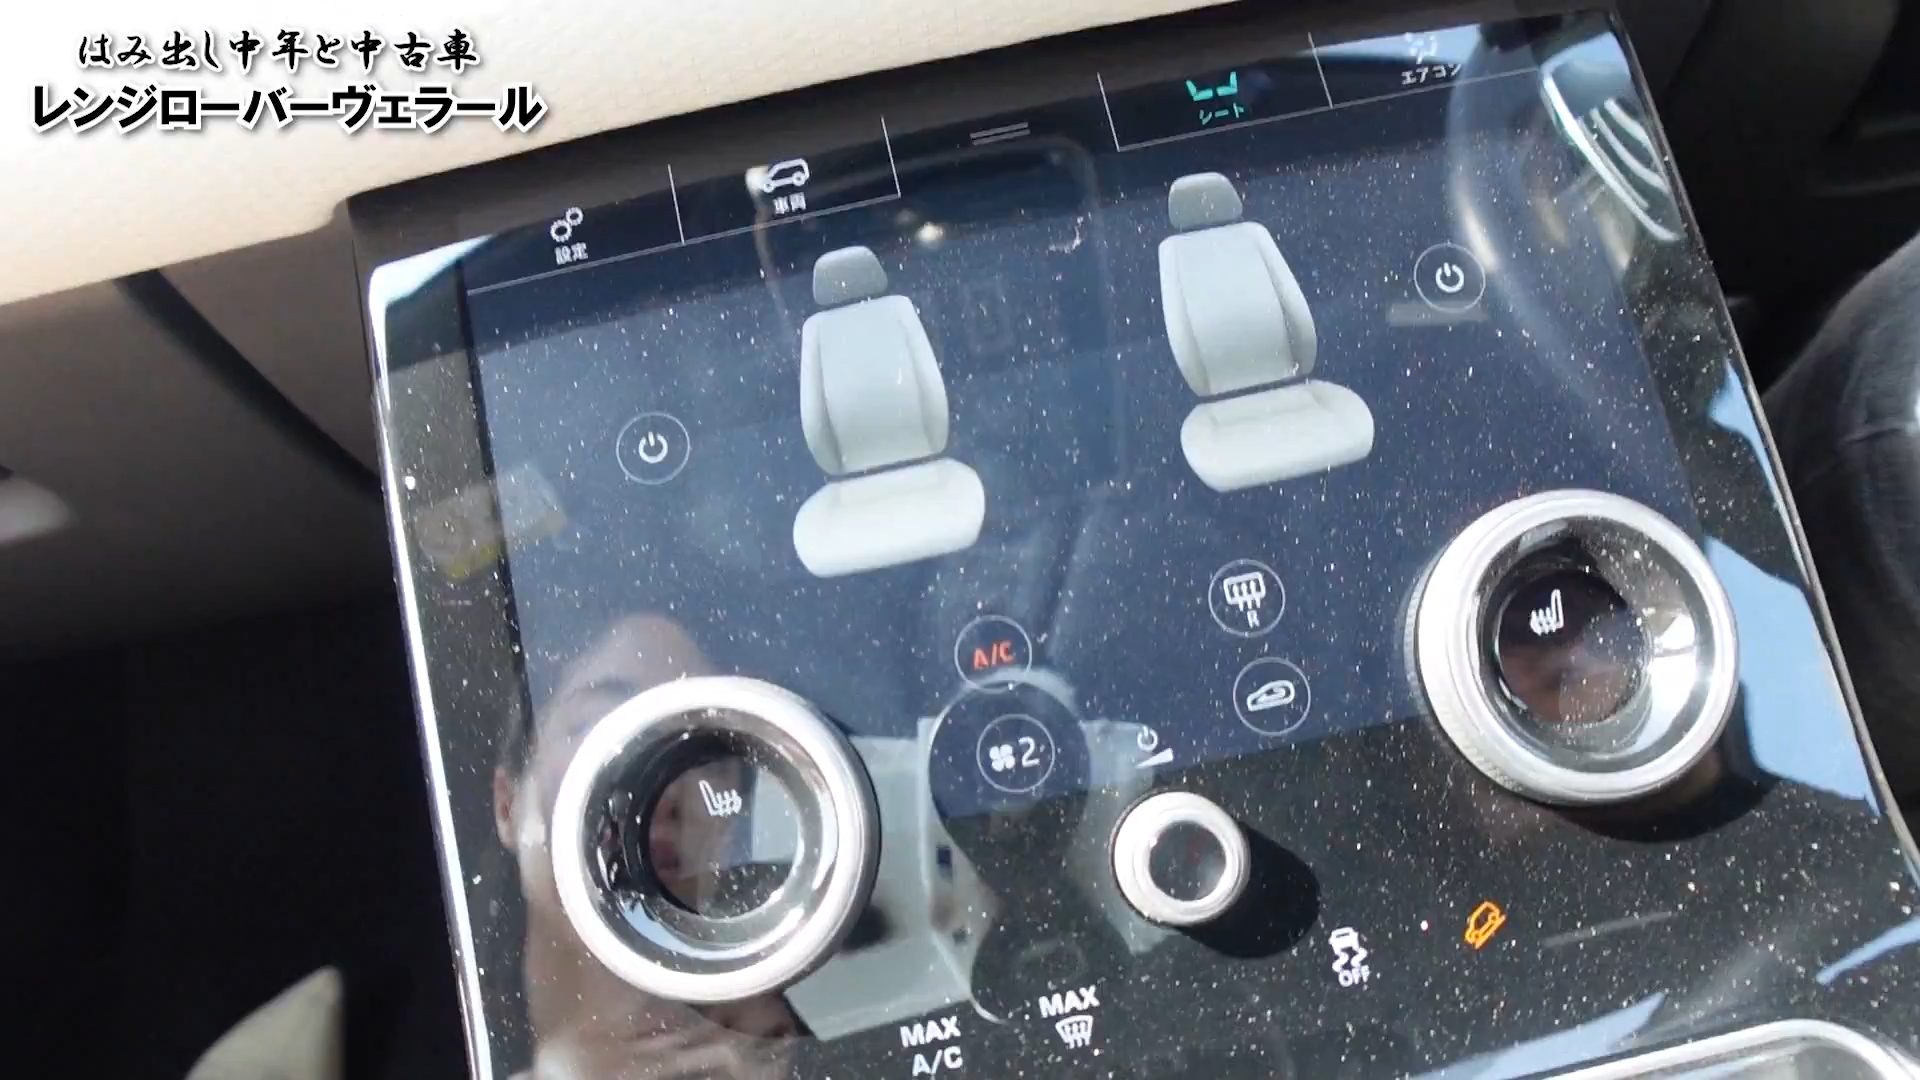 はみ出し中年と中古車
レンジローバーヴェラール
エアコン
シート
車両
設定
R
A/C
2
OFF
MAX
A/C
MAX